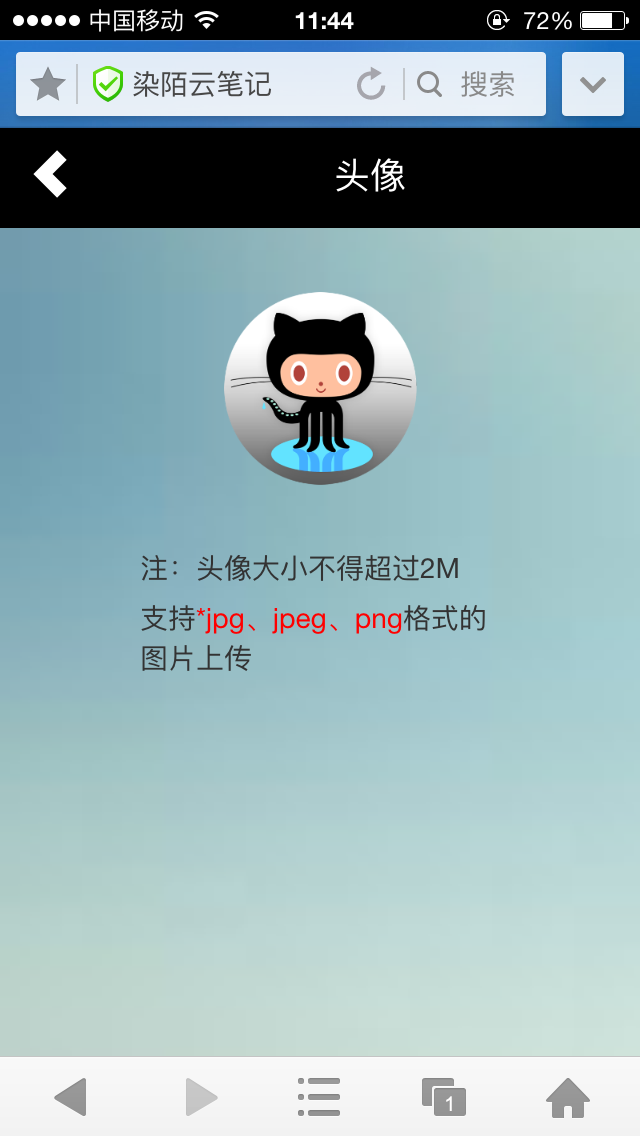 中国移动 11:44 72%
染陌云笔记 搜索
头像
注：头像大小不得超过2M
支持*jpg、jpeg、png格式的
图片上传
1